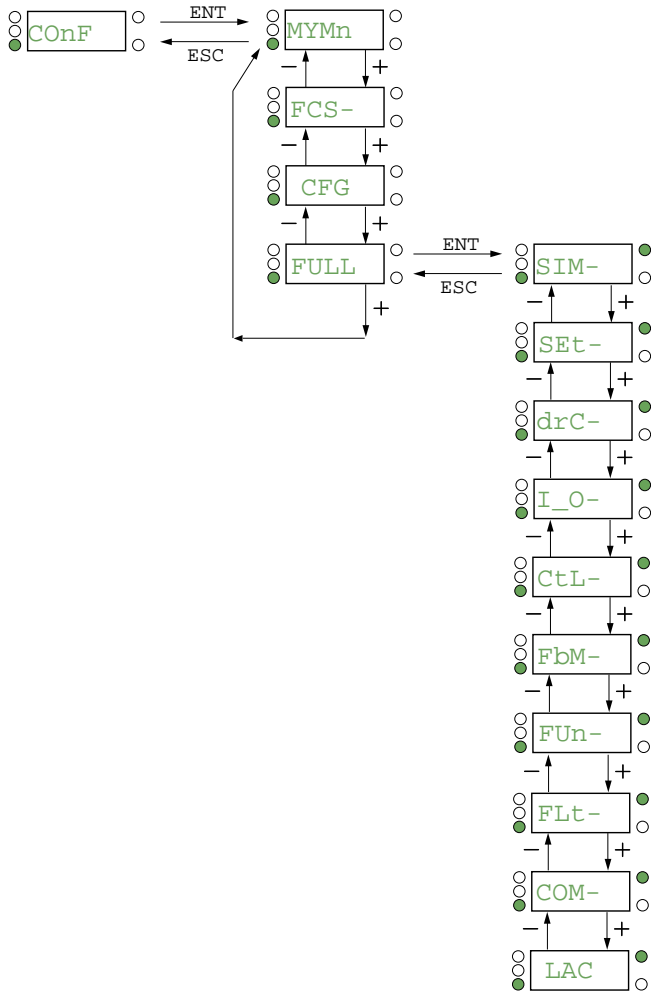 COnF
ENT
ESC
MYMn
− +
FCS-
− +
CFG
− +
FULL
+
ENT
ESC
SIM-
− +
SEt-
− +
drC-
− +
I_O-
− +
CtL-
− +
FbM-
− +
FUn-
− +
FLt-
− +
COM-
− +
LAC